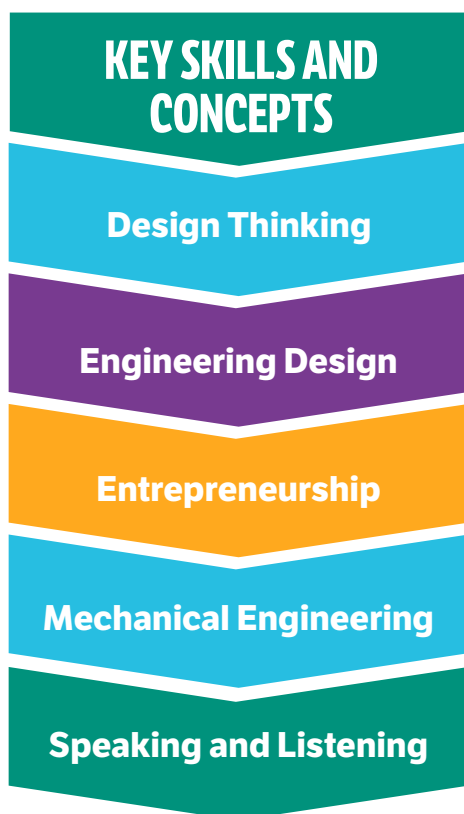 KEY SKILLS AND
CONCEPTS
Design Thinking
Engineering Design
Entrepreneurship
Mechanical Engineering
Speaking and Listening